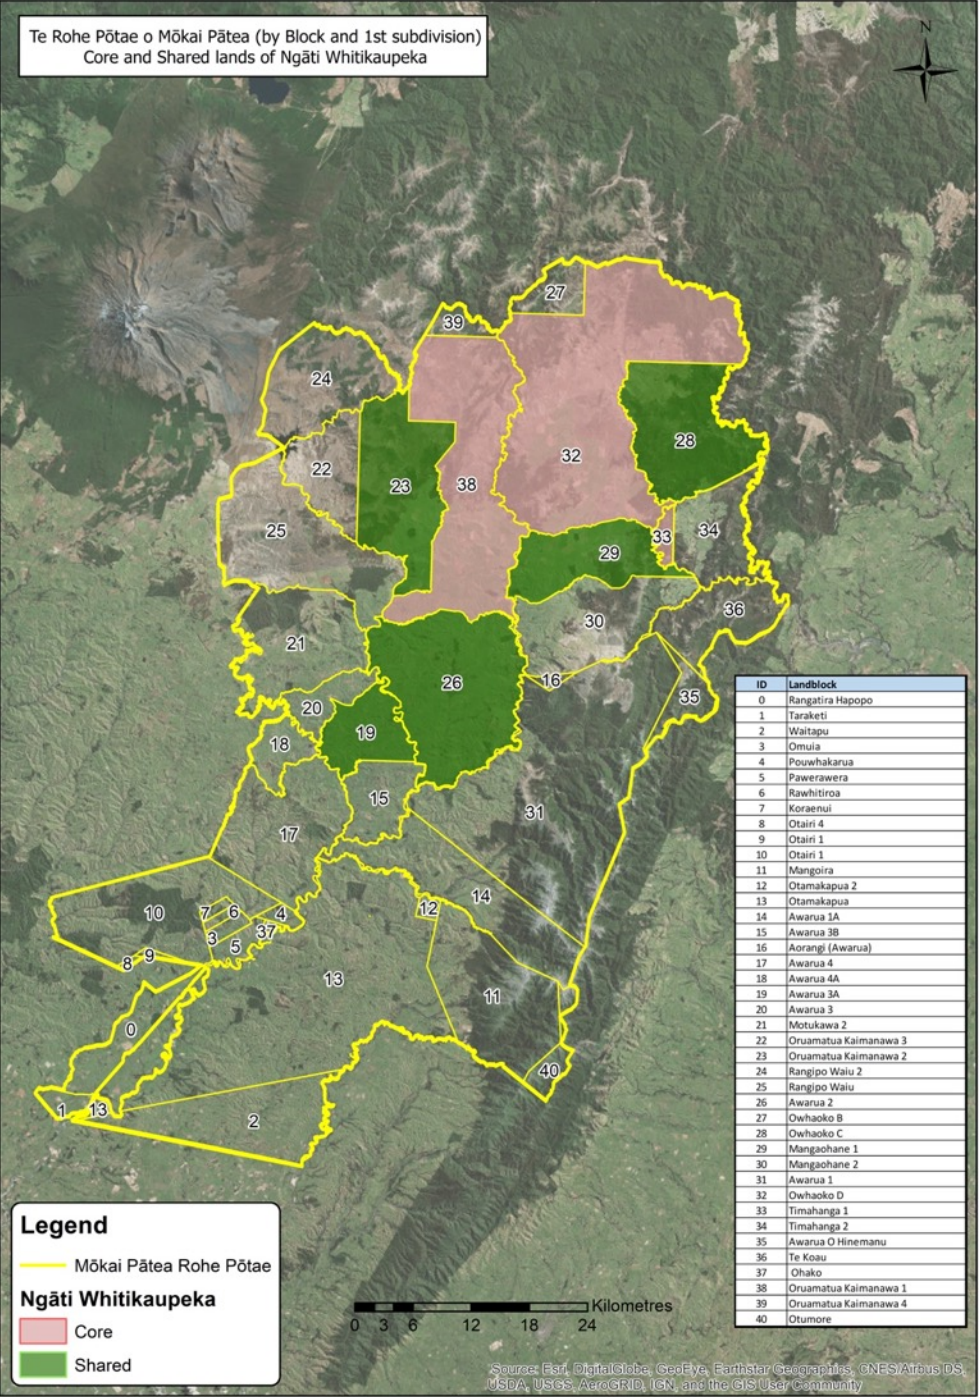 Te Rohe Pōtae o Mōkai Pātea (by Block and 1st subdivision)
Core and Shared lands of Ngāti Whitikaupeka
N
27
39
24
28
32
22
38
23
25
34
33
29
36
30
21
16
26
35
20
19
18
15
31
17
14
12
10
7
6
4
37
3
5
9
8
13
11
0
40
1
13
2
ID Landblock
0 Rangatira Hapopo
1 Taraketi
2 Waitapu
3 Omuia
4 Pouwhakarua
5 Pawerawera
6 Rawhitiroa
7 Koraenui
8 Otairi 4
9 Otairi 1
10 Otairi 1
11 Mangoira
12 Otamakapua 2
13 Otamakapua
14 Awarua 1A
15 Awarua 3B
16 Aorangi (Awarua)
17 Awarua 4
18 Awarua 4A
19 Awarua 3A
20 Awarua 3
21 Motukawa 2
22 Oruamatua Kaimanawa 3
23 Oruamatua Kaimanawa 2
24 Rangipo Waiu 2
25 Rangipo Waiu
26 Awarua 2
27 Owhaoko B
28 Owhaoko C
29 Mangaohane 1
30 Mangaohane 2
31 Awarua 1
32 Owhaoko D
33 Timahanga 1
34 Timahanga 2
35 Awarua O Hinemanu
36 Te Koau
37 Ohako
38 Oruamatua Kaimanawa 1
39 Oruamatua Kaimanawa 4
40 Otumore
Legend
Mōkai Pātea Rohe Pōtae
Ngāti Whitikaupeka
Core
Shared
Kilometres
0 3 6 12 18 24
Source: Esri, DigitalGlobe, GeoEye, Earthstar Geographics, CNES/Airbus DS,
USDA, USGS, AeroGRID, IGN, and the GIS User Community